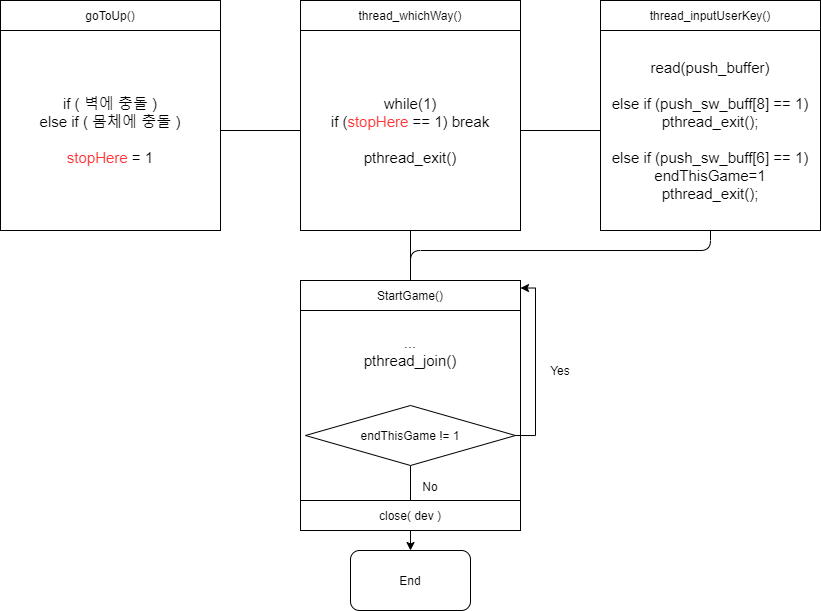 goToUp()
if ( 벽에 충돌 )
else if ( 몸체에 충돌 )
stopHere = 1
thread_whichWay()
while(1)
if (stopHere == 1) break
pthread_exit()
thread_inputUserKey()
read(push_buffer)
else if (push_sw_buff[8] == 1)
pthread_exit();
else if (push_sw_buff[6] == 1)
endThisGame=1
pthread_exit();
StartGame()
...
pthread_join()
Yes
endThisGame != 1
No
close( dev )
End